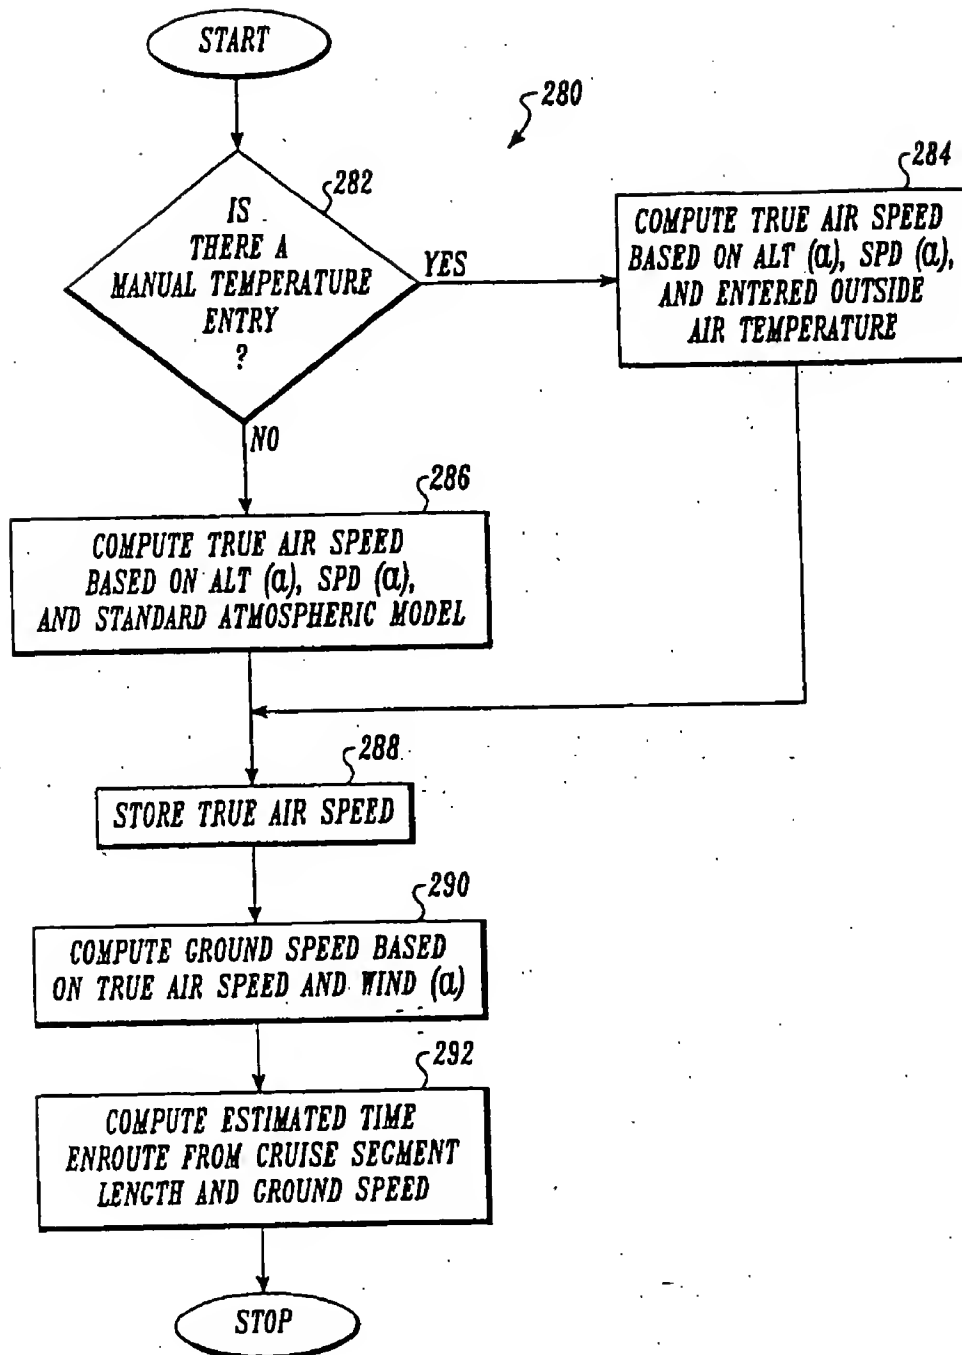 START
280
282
IS
THERE A
MANUAL TEMPERATURE
ENTRY
?
YES
284
COMPUTE TRUE AIR SPEED
BASED ON ALT (a), SPD (a),
AND ENTERED OUTSIDE
AIR TEMPERATURE
NO
286
COMPUTE TRUE AIR SPEED
BASED ON ALT (a), SPD (a),
AND STANDARD ATMOSPHERIC MODEL
288
STORE TRUE AIR SPEED
290
COMPUTE GROUND SPEED BASED
ON TRUE AIR SPEED AND WIND (a)
292
COMPUTE ESTIMATED TIME
ENROUTE FROM CRUISE SEGMENT
LENGTH AND GROUND SPEED
STOP